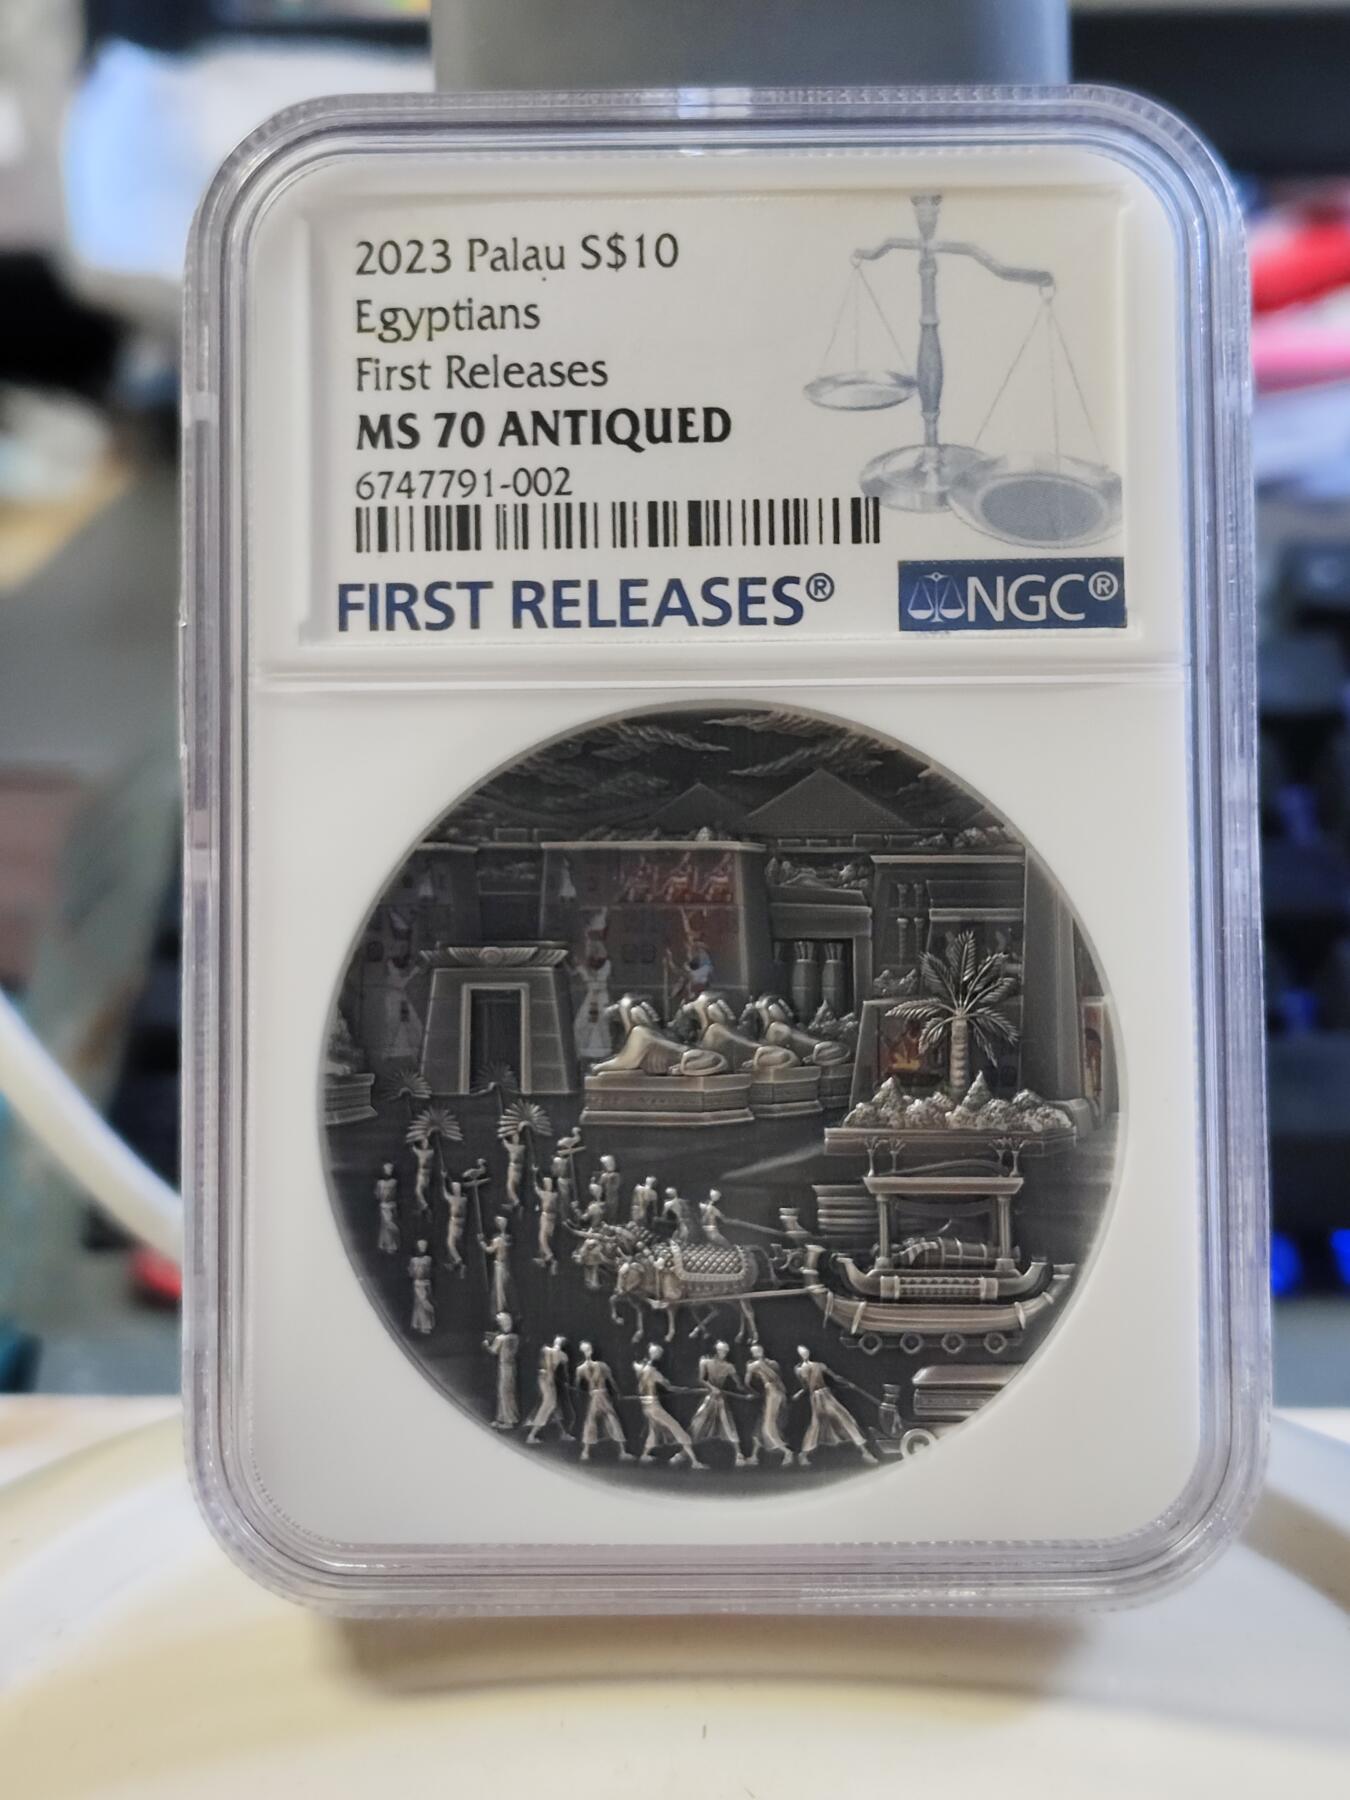 2023 Palau S$10
Egyptians
First Releases
MS 70 ANTIQUED
6747791-002
FIRST RELEASES®
NGC®